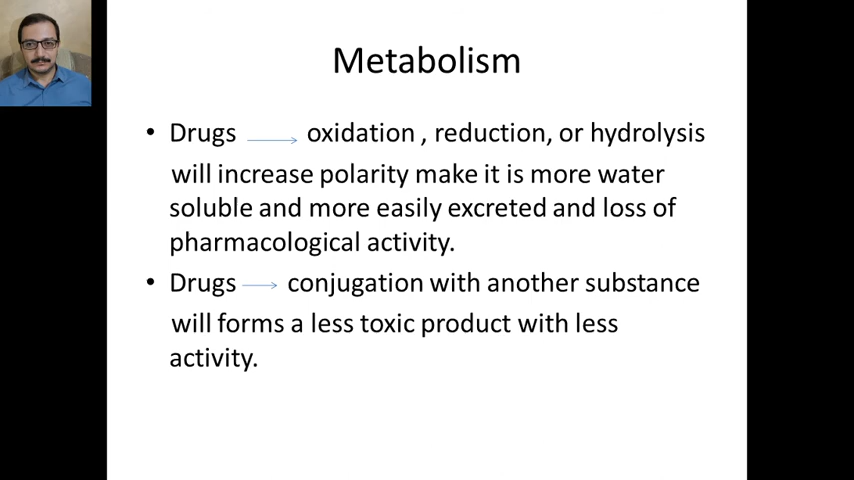 Metabolism
• Drugs → oxidation , reduction, or hydrolysis
will increase polarity make it is more water
soluble and more easily excreted and loss of
pharmacological activity.
• Drugs → conjugation with another substance
will forms a less toxic product with less
activity.